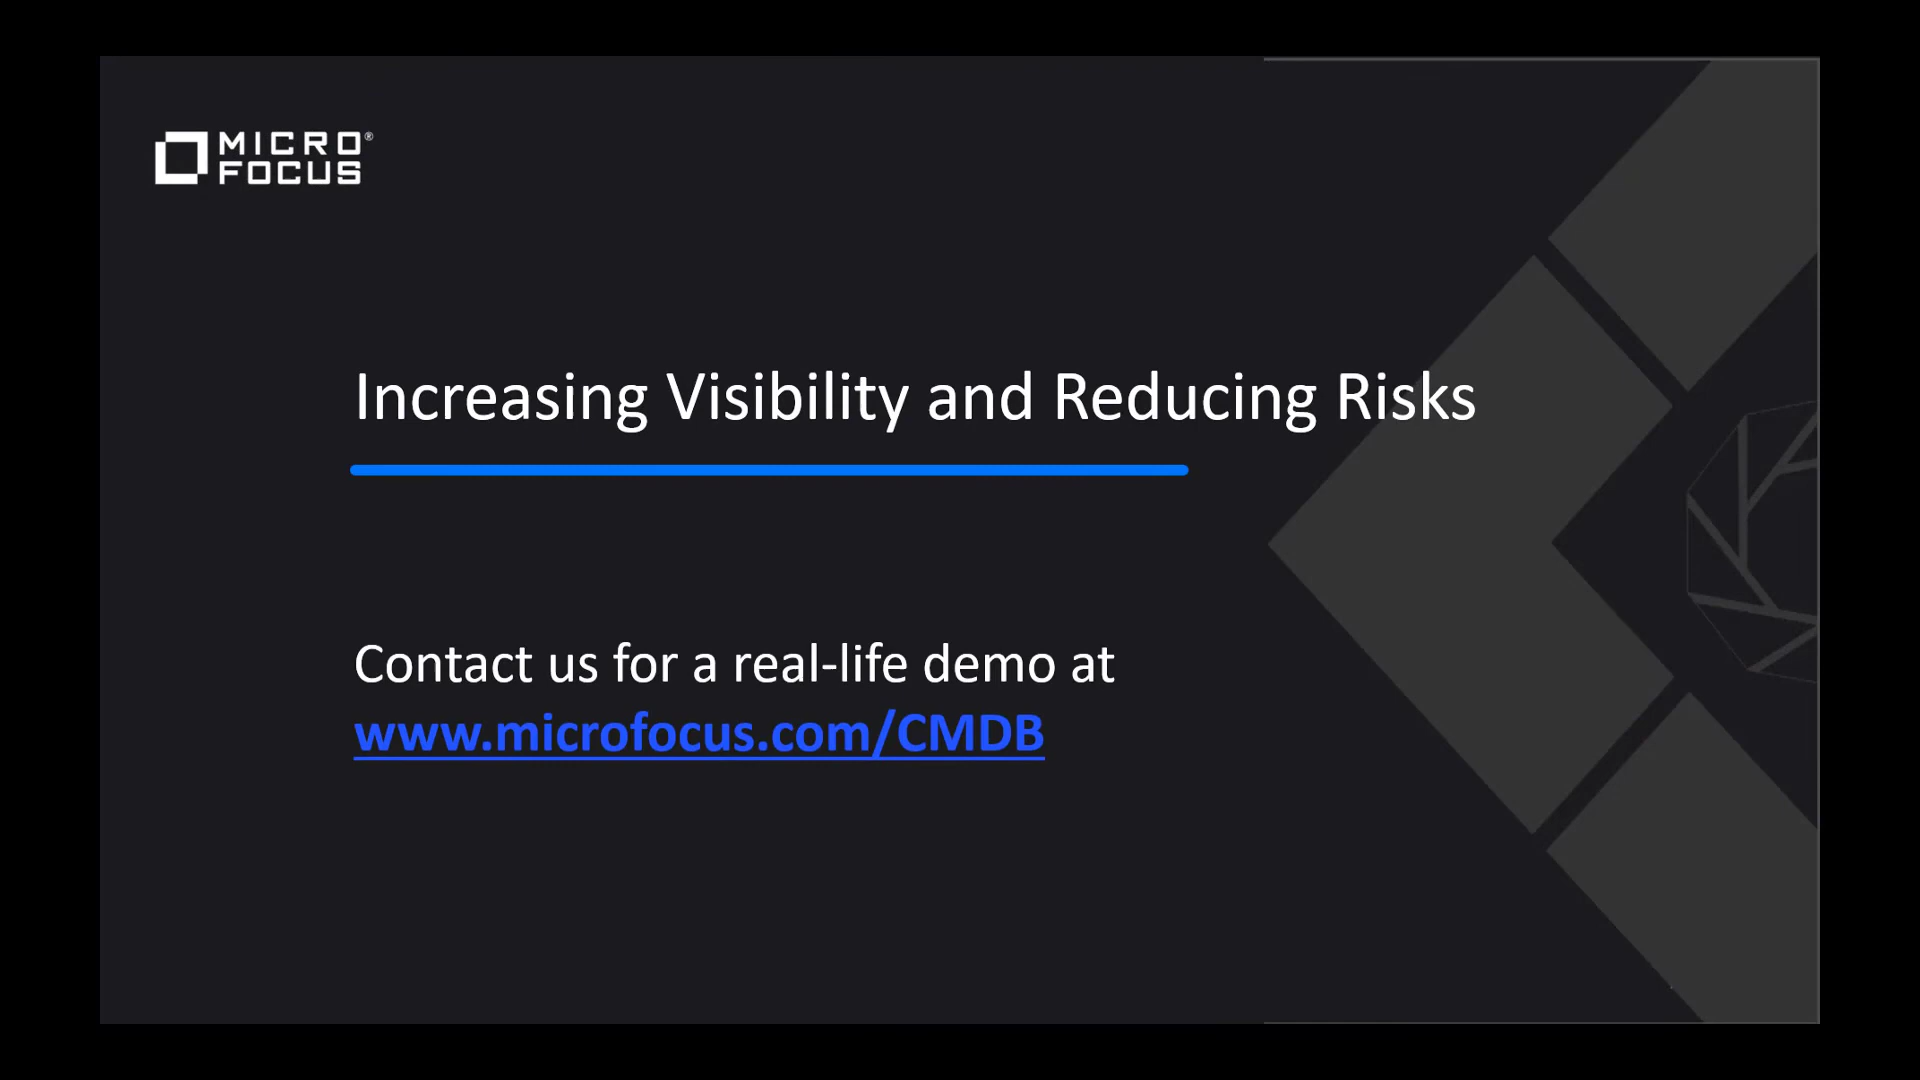 MICRO®
FOCUS
Increasing Visibility and Reducing Risks
Contact us for a real-life demo at
www.microfocus.com/CMDB